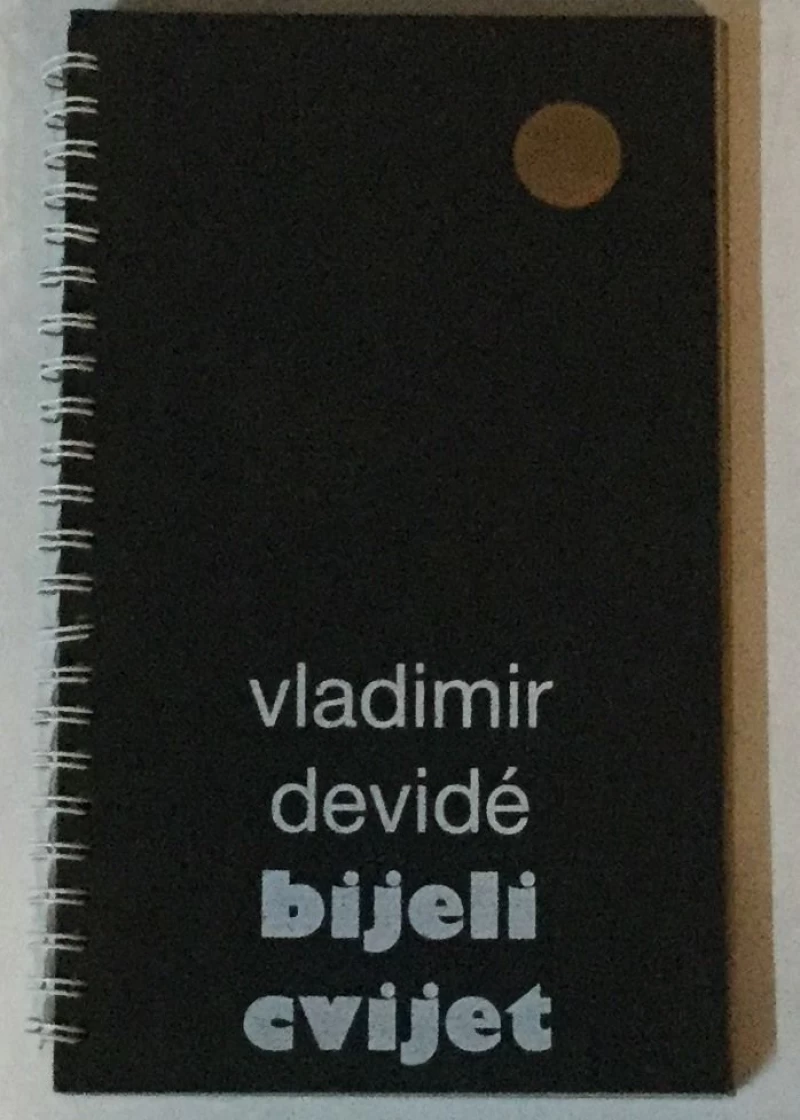 vladimir
devidé
bijeli
cvijet